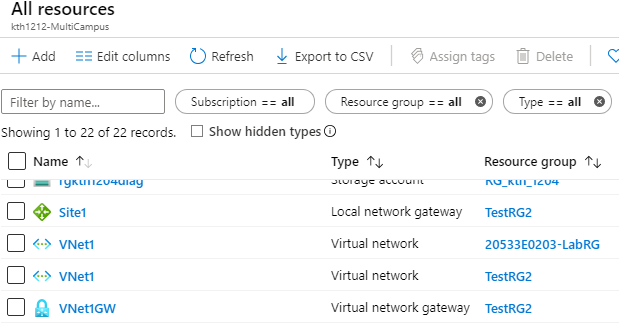 All resources
kth1212-MultiCampus
Add Edit columns Refresh Export to CSV Assign tags Delete
Filter by name... Subscription == all Resource group == all Type == all
Showing 1 to 22 of 22 records. Show hidden types
Name Type Resource group
rgkth1204diag Storage account RG_kth_1204
Site1 Local network gateway TestRG2
VNet1 Virtual network 20533E0203-LabRG
VNet1 Virtual network TestRG2
VNet1GW Virtual network gateway TestRG2